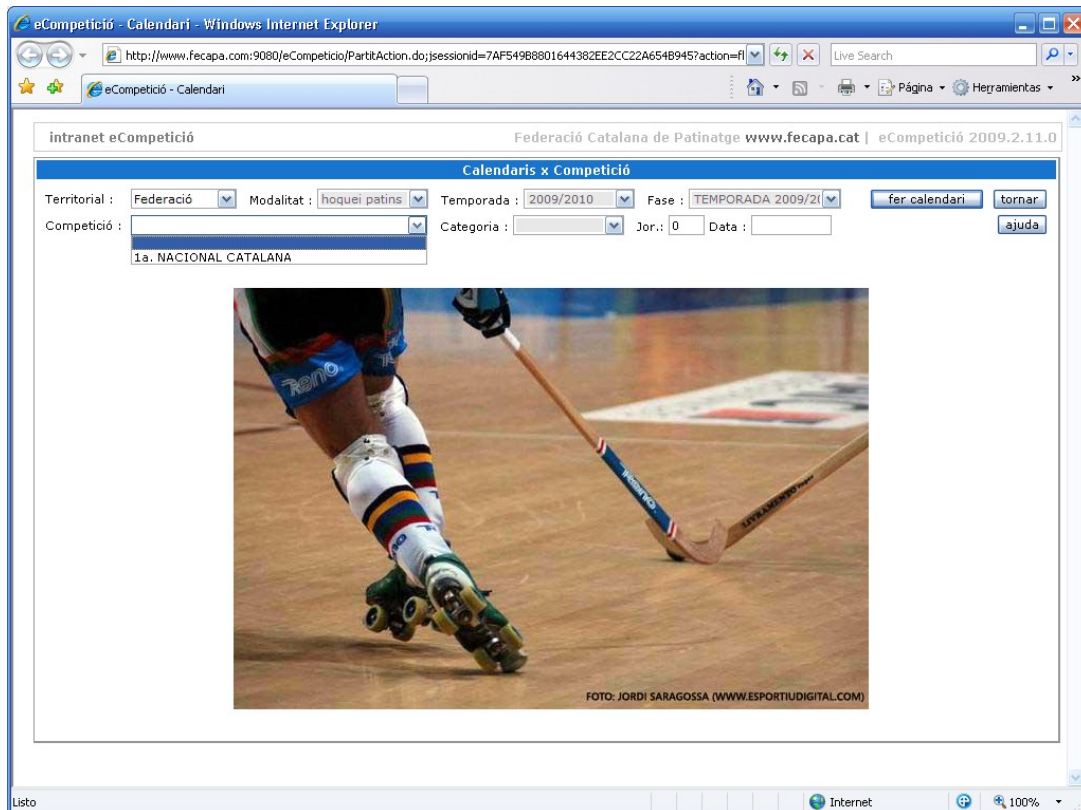 eCompetició - Calendari - Windows Internet Explorer
http://www.fecapa.com:9080/eCompeticio/PartitAction.do;jsessionid=7AF549B8801644382EE2CC22A654B945?action=fl
Live Search
eCompetició - Calendari
Página
Herramientas
»
intranet eCompetició
Federació Catalana de Patinatge www.fecapa.cat | eCompetició 2009.2.11.0
Calendaris x Competició
Territorial : Federació Modalitat : hoquei patins Temporada : 2009/2010 Fase : TEMPORADA 2009/20 fer calendari tornar
Competició : Categoria : Jor.: 0 Data : ajuda
1a. NACIONAL CATALANA
Reno
LIVRAMENTO
FOTO: JORDI SARAGOSSA (WWW.ESPORTIUDIGITAL.COM)
Listo Internet 100%